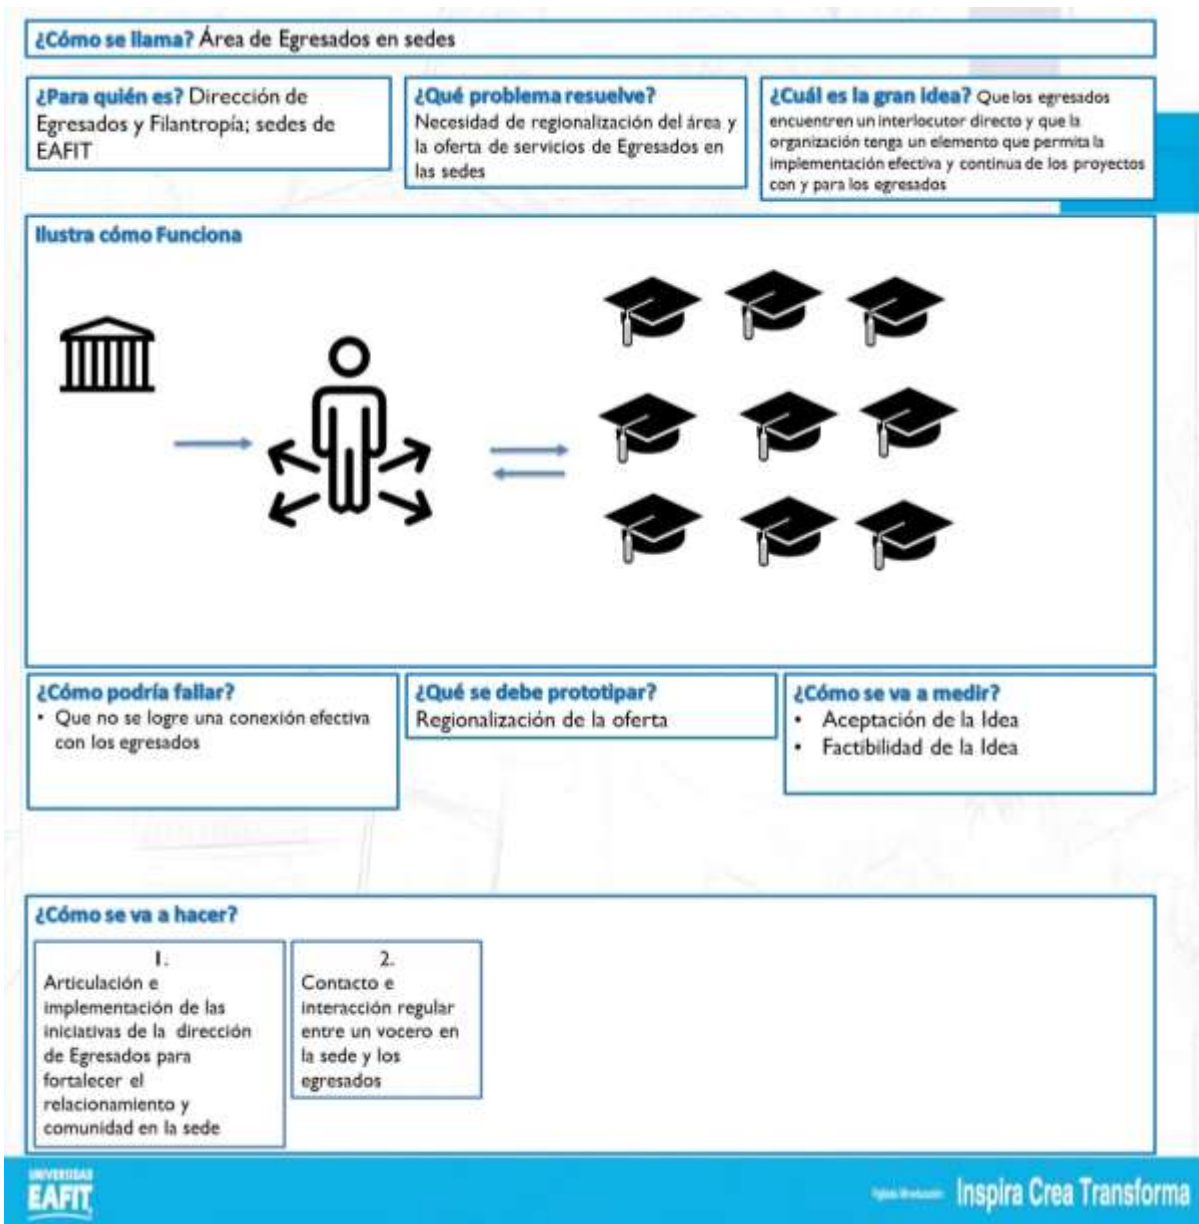 ¿Cómo se llama? Área de Egresados en sedes
¿Para quién es? Dirección de
Egresados y Filantropía; sedes de
EAFIT
¿Qué problema resuelve?
Necesidad de regionalización del área y
la oferta de servicios de Egresados en
las sedes
¿Cuál es la gran idea? Que los egresados
encuentren un interlocutor directo y que la
organización tenga un elemento que permita la
implementación efectiva y continua de los proyectos
con y para los egresados
Ilustra cómo Funciona
¿Cómo podría fallar?
• Que no se logre una conexión efectiva
con los egresados
¿Qué se debe prototipar?
Regionalización de la oferta
¿Cómo se va a medir?
• Aceptación de la Idea
• Factibilidad de la Idea
¿Cómo se va a hacer?
1.
Articulación e
implementación de las
iniciativas de la dirección
de Egresados para
fortalecer el
relacionamiento y
comunidad en la sede
2.
Contacto e
interacción regular
entre un vocero en
la sede y los
egresados
UNIVERSIDAD
EAFIT
Inspira Crea Transforma